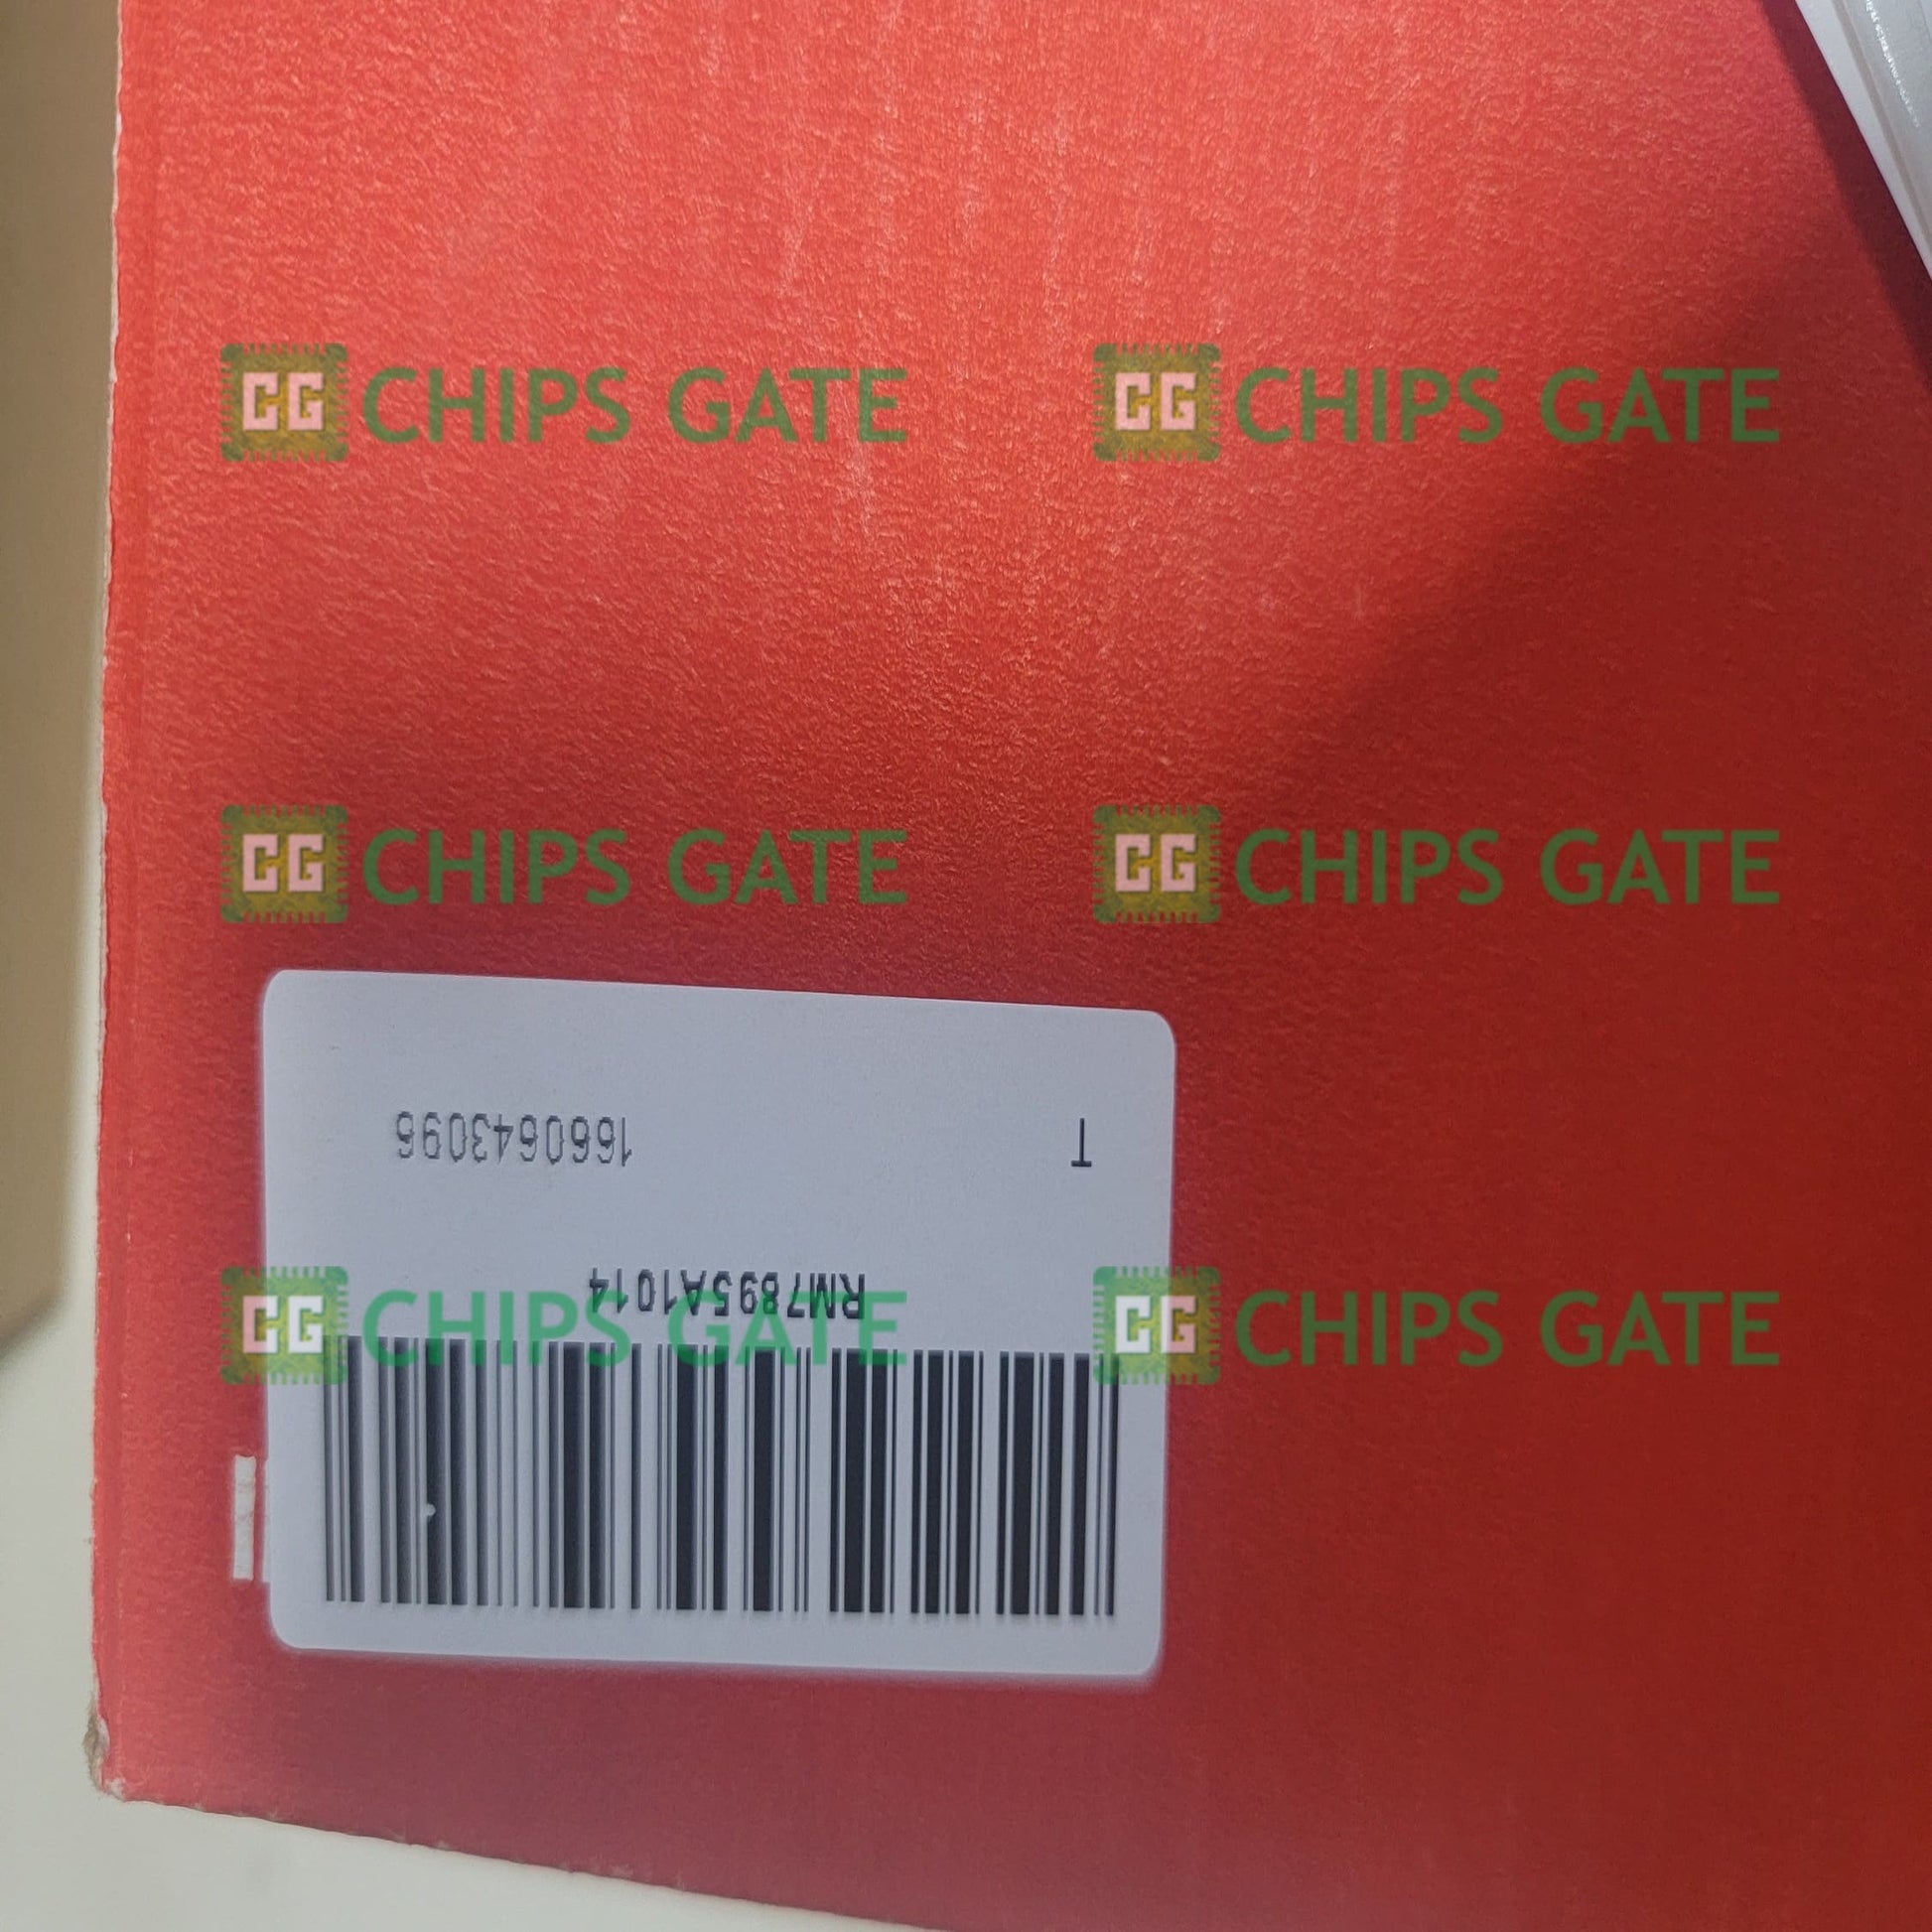 CG CHIPS GATE CG CHIPS GATE
CG CHIPS GATE CG CHIPS GATE
RM7895A1014
T 1660643096
CG CHIPS GATE CG CHIPS GATE